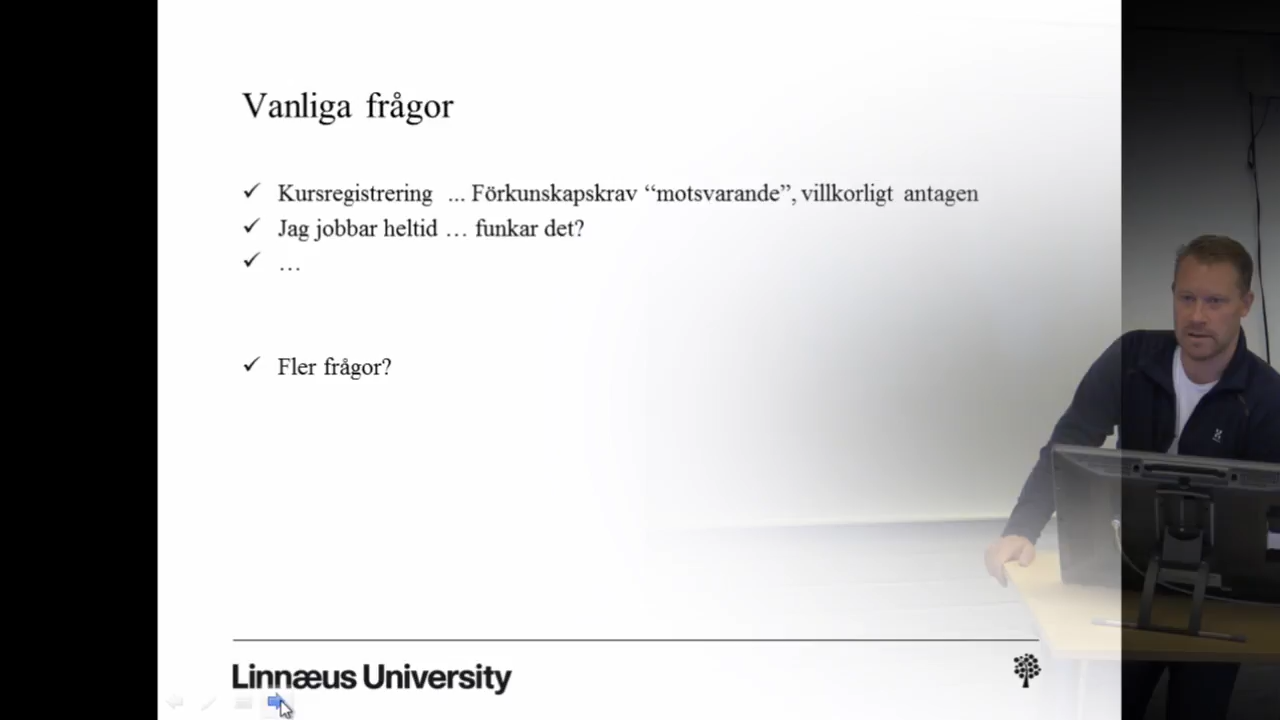 Vanliga frågor
Kursregistrering ... Förkunskapskrav “motsvarande”, villkorligt antagen
Jag jobbar heltid … funkar det?
…
Fler frågor?
Linnæus University